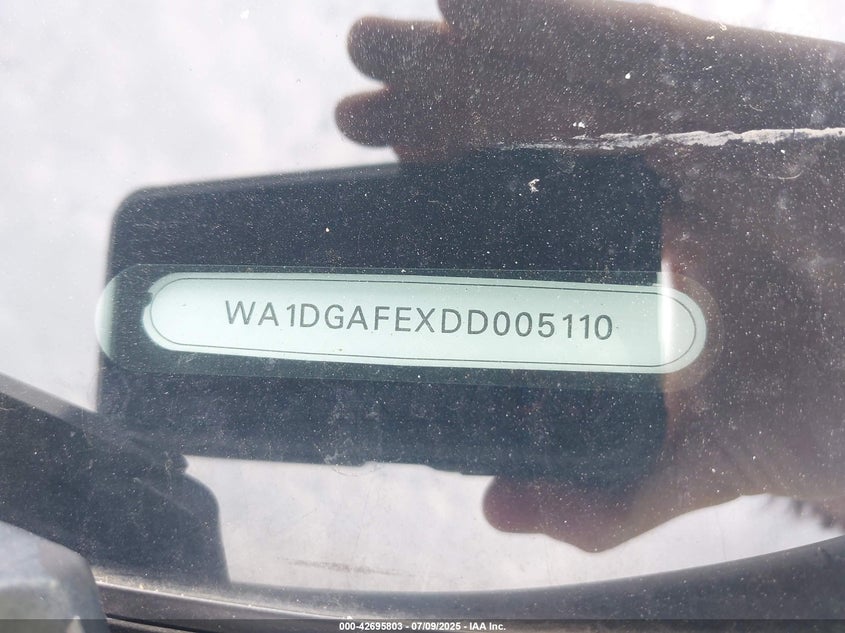 WA1DGAFEXDD005110
000-42695803 - 07/09/2025 - IAA Inc.